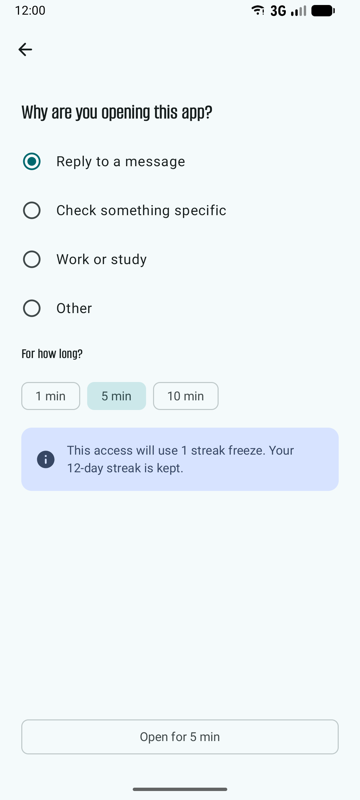 12:00
3G
Why are you opening this app?
Reply to a message
Check something specific
Work or study
Other
For how long?
1 min
5 min
10 min
This access will use 1 streak freeze. Your
12-day streak is kept.
Open for 5 min